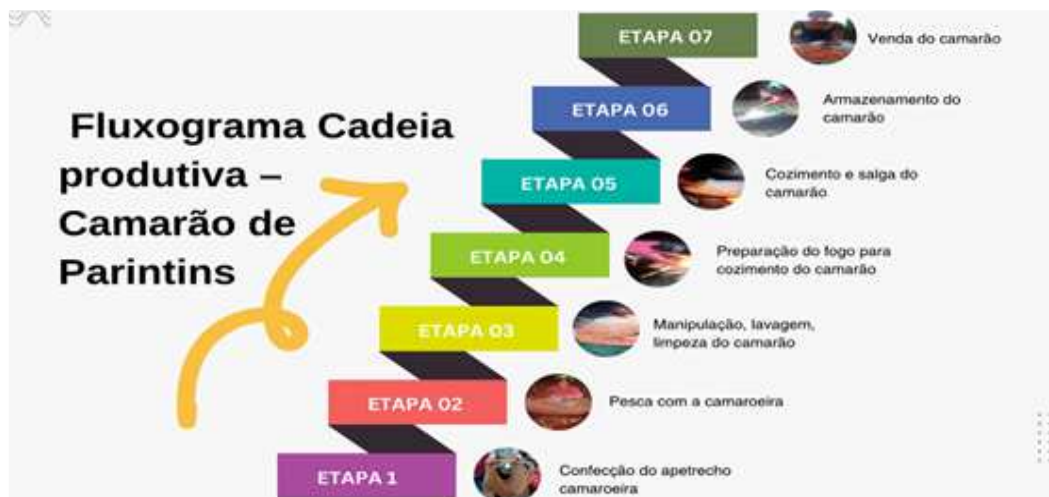 Fluxograma Cadeia
produtiva –
Camarão de
Parintins
ETAPA 07
Venda do camarão
ETAPA 06
Armazenamento do
camarão
ETAPA 05
Cozimento e salga do
camarão
ETAPA 04
Preparação do fogo para
cozimento do camarão
ETAPA 03
Manipulação, lavagem,
limpeza do camarão
ETAPA 02
Pesca com a camaroeira
ETAPA 1
Confecção do apetrecho
camaroeira